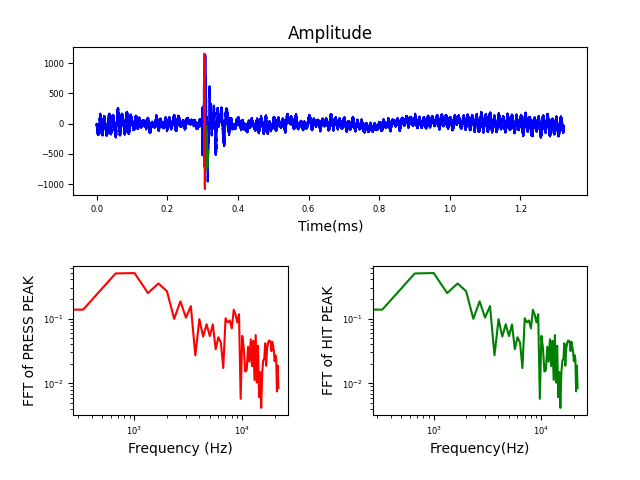 Amplitude
1000
500
0
−500
−1000
0.0 0.2 0.4 0.6 0.8 1.0 1.2
Time(ms)
FFT of PRESS PEAK
10⁻¹
10⁻²
10³ 10⁴
Frequency (Hz)
FFT of HIT PEAK
10⁻¹
10⁻²
10³ 10⁴
Frequency(Hz)